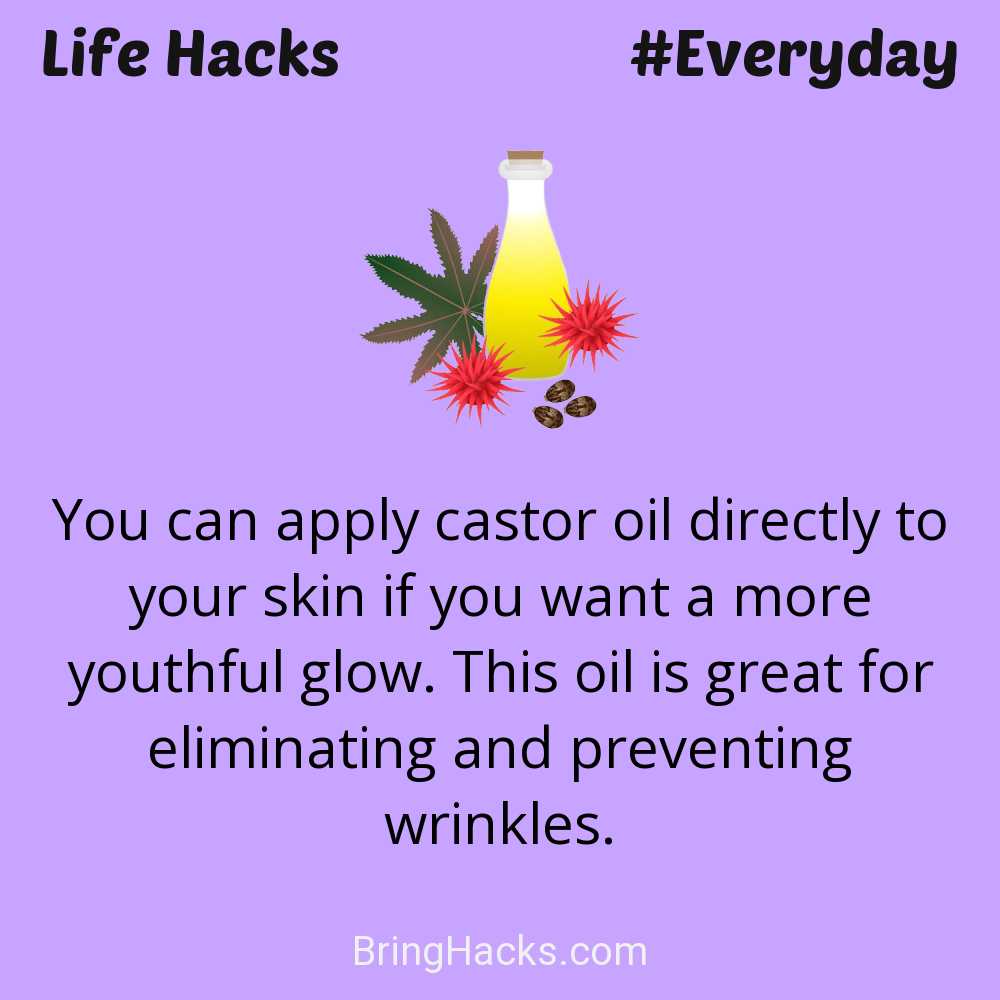 Life Hacks
#Everyday
You can apply castor oil directly to
your skin if you want a more
youthful glow. This oil is great for
eliminating and preventing
wrinkles.
BringHacks.com